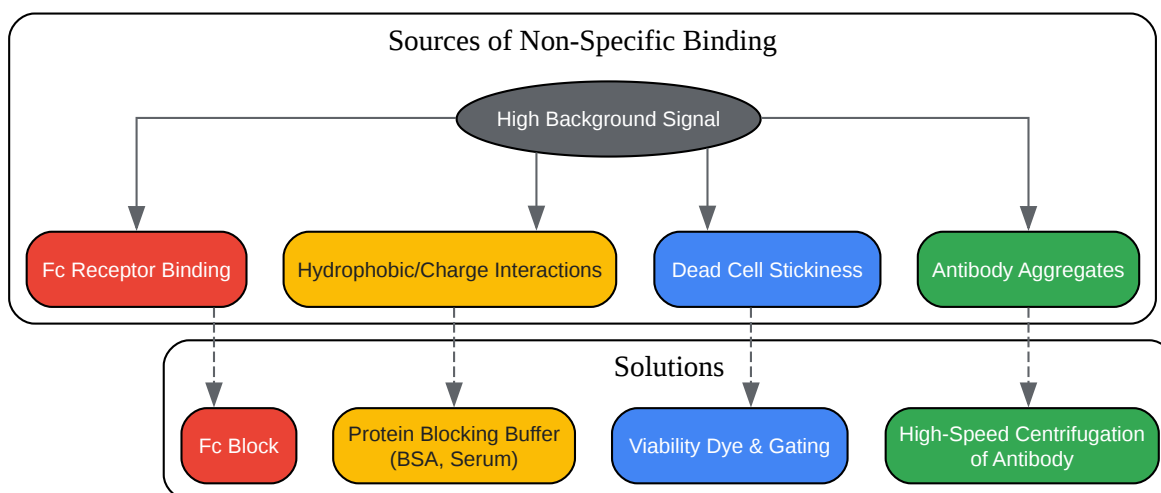 Sources of Non-Specific Binding
High Background Signal
Fc Receptor Binding
Hydrophobic/Charge Interactions
Dead Cell Stickiness
Antibody Aggregates
Solutions
Fc Block
Protein Blocking Buffer
(BSA, Serum)
Viability Dye & Gating
High-Speed Centrifugation
of Antibody